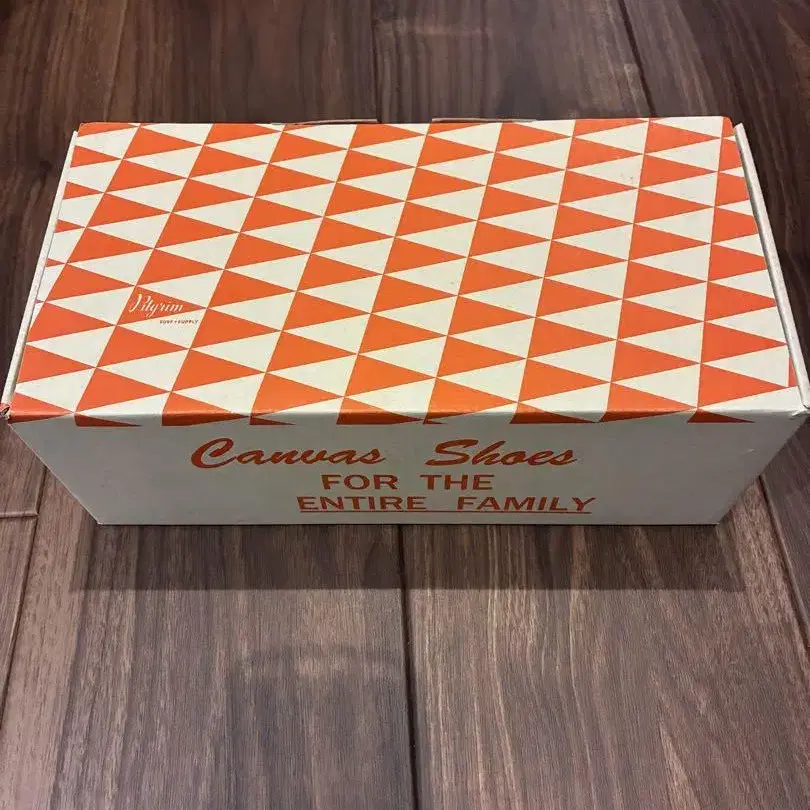 Pilgrim
SURF + SUPPLY
Canvas Shoes
FOR THE
ENTIRE FAMILY